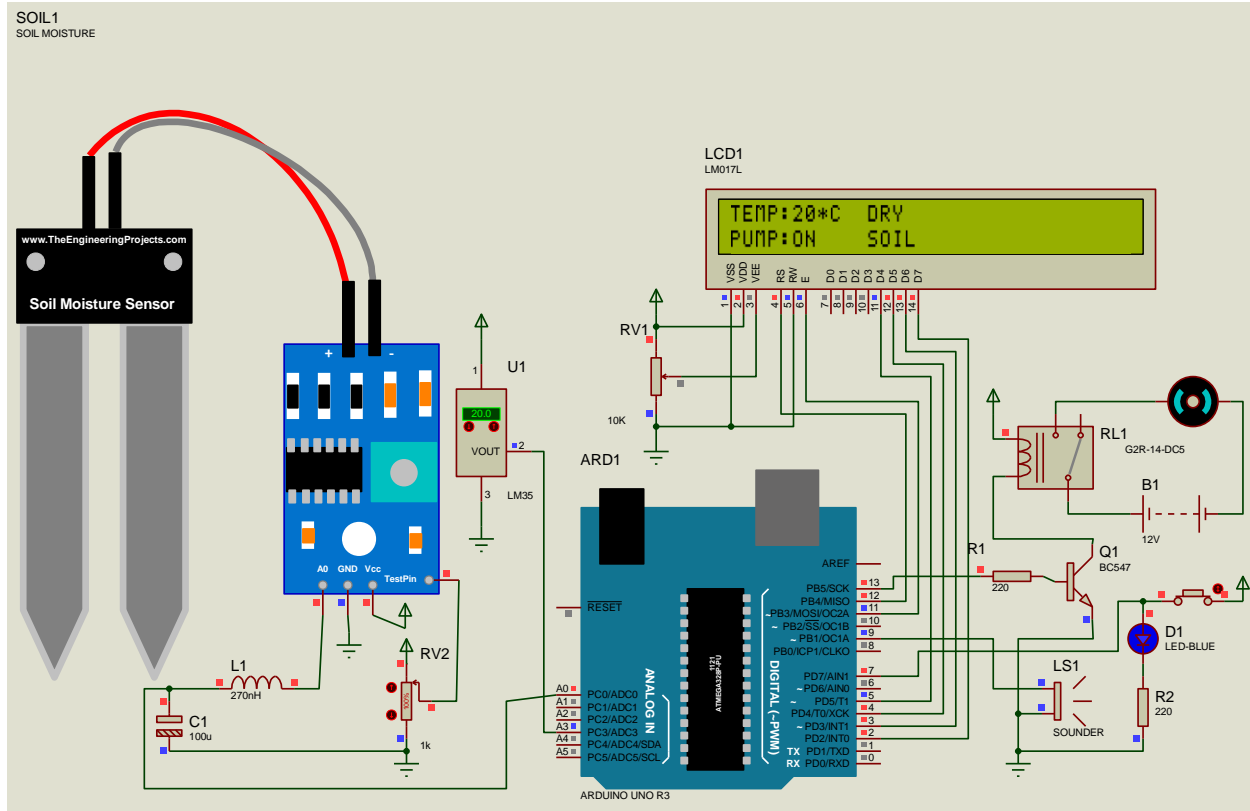 SOIL1
SOIL MOISTURE
www.TheEngineeringProjects.com
Soil Moisture Sensor
+ -
A0 GND Vcc
TestPin
L1
270nH
C1
100u
RV2
100%
1k
U1
1
20.0
VOUT
2
3
LM35
LCD1
LM017L
TEMP:20*C DRY
PUMP:ON SOIL
VSS VDD VEE RS RW E D0 D1 D2 D3 D4 D5 D6 D7
1 2 3 4 5 6 7 8 9 10 11 12 13 14
RV1
10K
ARD1
AREF
RESET
PB5/SCK 13
PB4/MISO 12
~PB3/MOSI/OC2A 11
~ PB2/SS/OC1B 10
~ PB1/OC1A 9
PB0/ICP1/CLKO 8
PD7/AIN1 7
~ PD6/AIN0 6
~ PD5/T1 5
PD4/T0/XCK 4
~ PD3/INT1 3
PD2/INT0 2
TX PD1/TXD 1
RX PD0/RXD 0
A0 PC0/ADC0
A1 PC1/ADC1
A2 PC2/ADC2
A3 PC3/ADC3
A4 PC4/ADC4/SDA
A5 PC5/ADC5/SCL
ANALOG IN
1121
ATMEGA328P-PU
DIGITAL (~PWM)
ARDUINO UNO R3
R1
220
Q1
BC547
RL1
G2R-14-DC5
B1
12V
D1
LED-BLUE
R2
220
LS1
SOUNDER